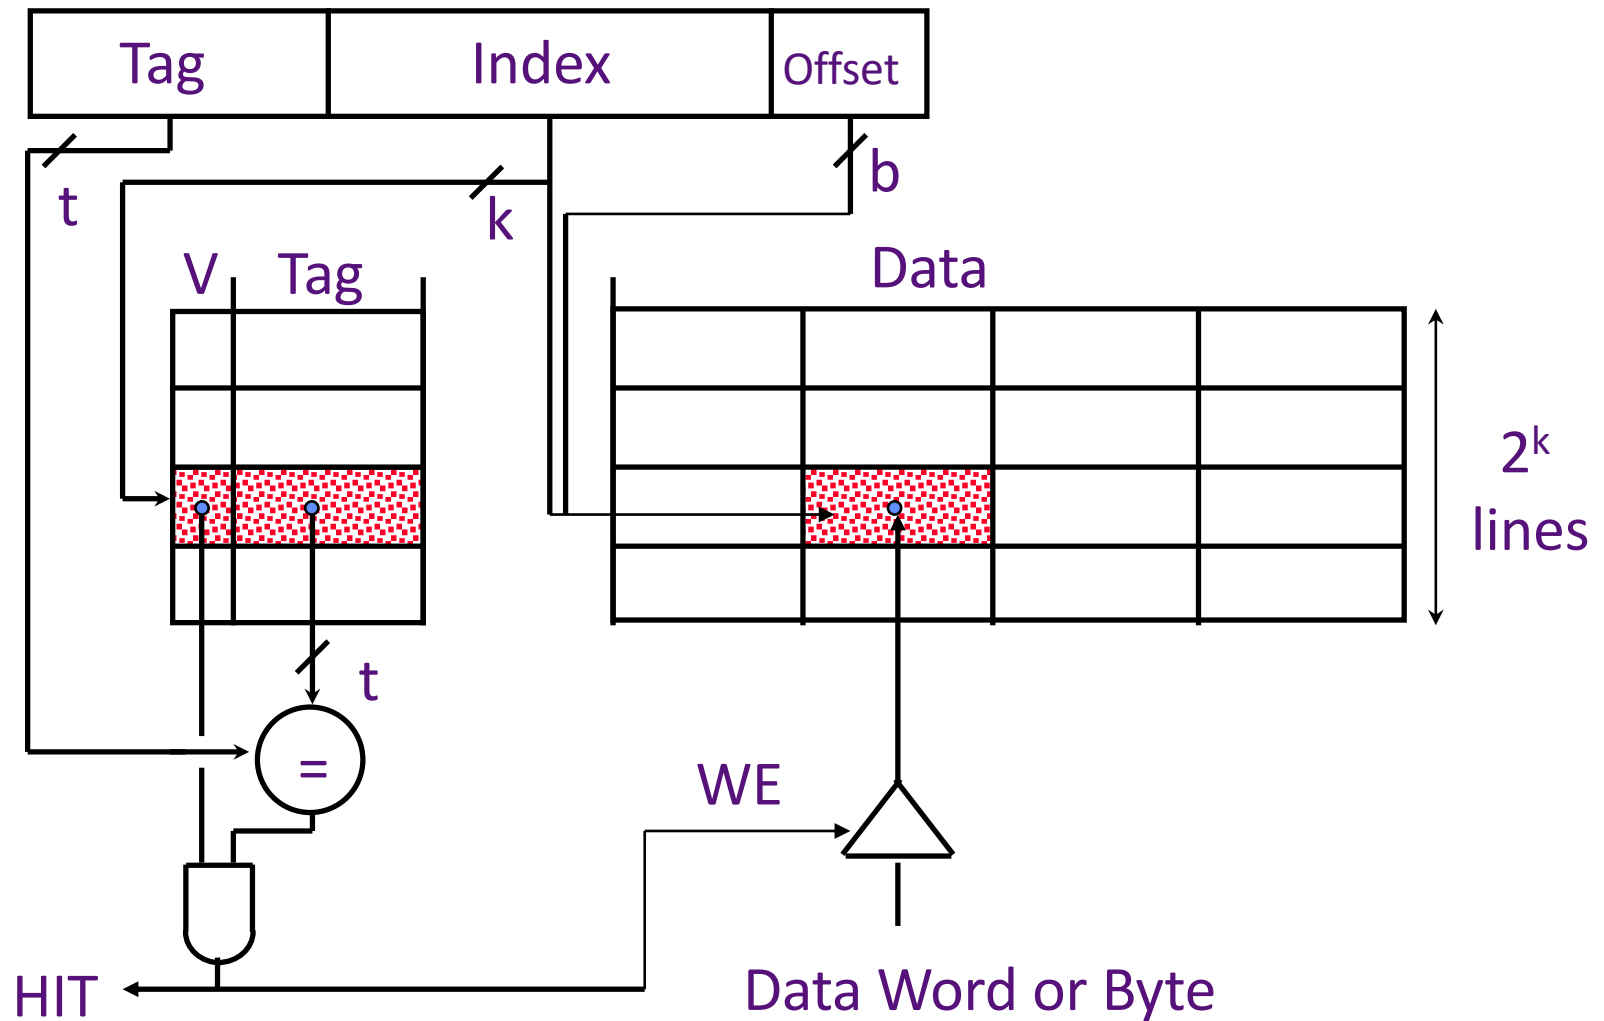 Tag Index Offset
t
k
b
V Tag
Data
2ᵏ
lines
t
=
WE
HIT
Data Word or Byte